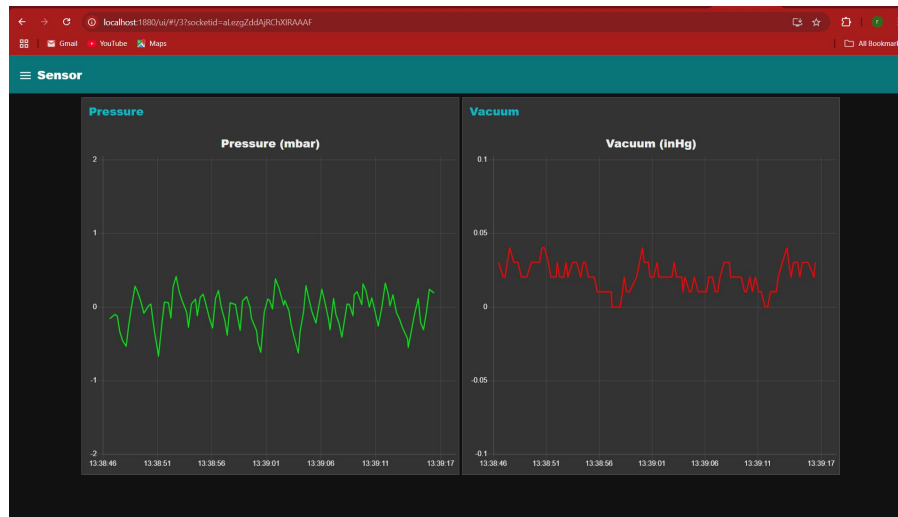 localhost:1880/ui/#!/3?socketid=aLezgZddAjRChXIRAAAF
Gmail YouTube Maps All Bookmark
Sensor
Pressure
Pressure (mbar)
2
1
0
-1
-2
13:38:46 13:38:51 13:38:56 13:39:01 13:39:06 13:39:11 13:39:17
Vacuum
Vacuum (inHg)
0.1
0.05
0
-0.05
-0.1
13:38:46 13:38:51 13:38:56 13:39:01 13:39:06 13:39:11 13:39:17